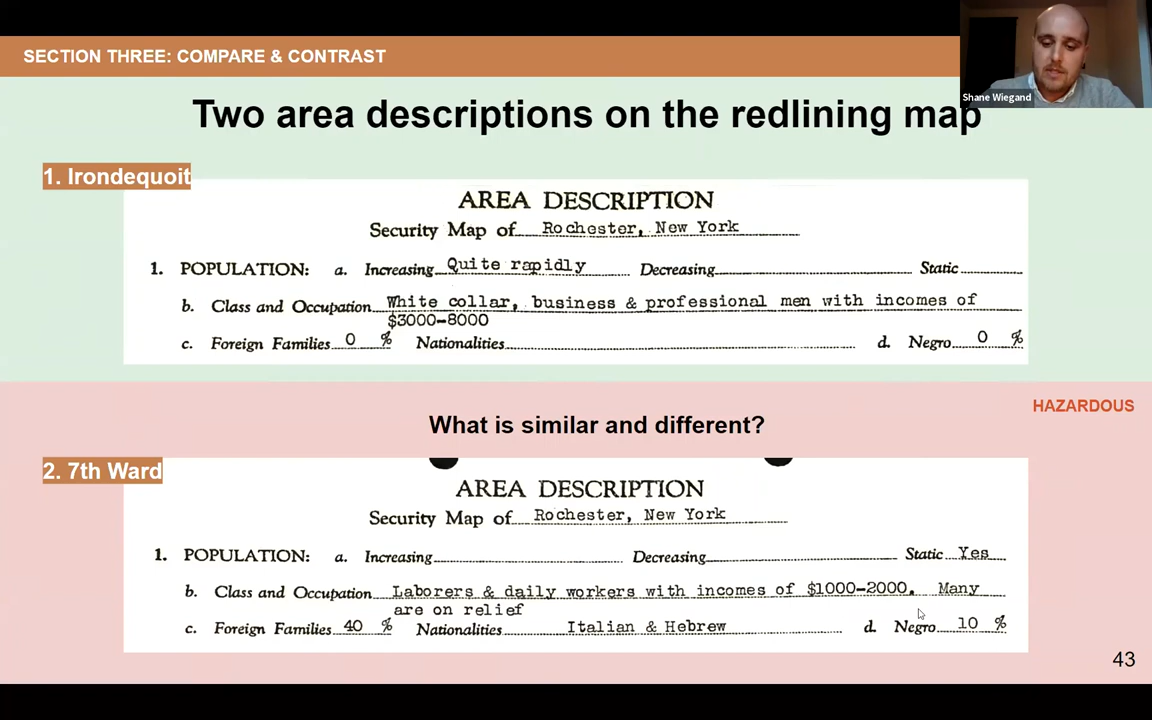 SECTION THREE: COMPARE & CONTRAST
Shane Wiegand
Two area descriptions on the redlining map
1. Irondequoit
AREA DESCRIPTION
Security Map of Rochester, New York
1. POPULATION: a. Increasing Quite rapidly Decreasing Static
b. Class and Occupation White collar, business & professional men with incomes of
$3000-8000
c. Foreign Families 0 % Nationalities d. Negro 0 %
HAZARDOUS
What is similar and different?
2. 7th Ward
AREA DESCRIPTION
Security Map of Rochester, New York
1. POPULATION: a. Increasing Decreasing Static Yes
b. Class and Occupation Laborers & daily workers with incomes of $1000-2000. Many
are on relief
c. Foreign Families 40 % Nationalities Italian & Hebrew d. Negro 10 %
43